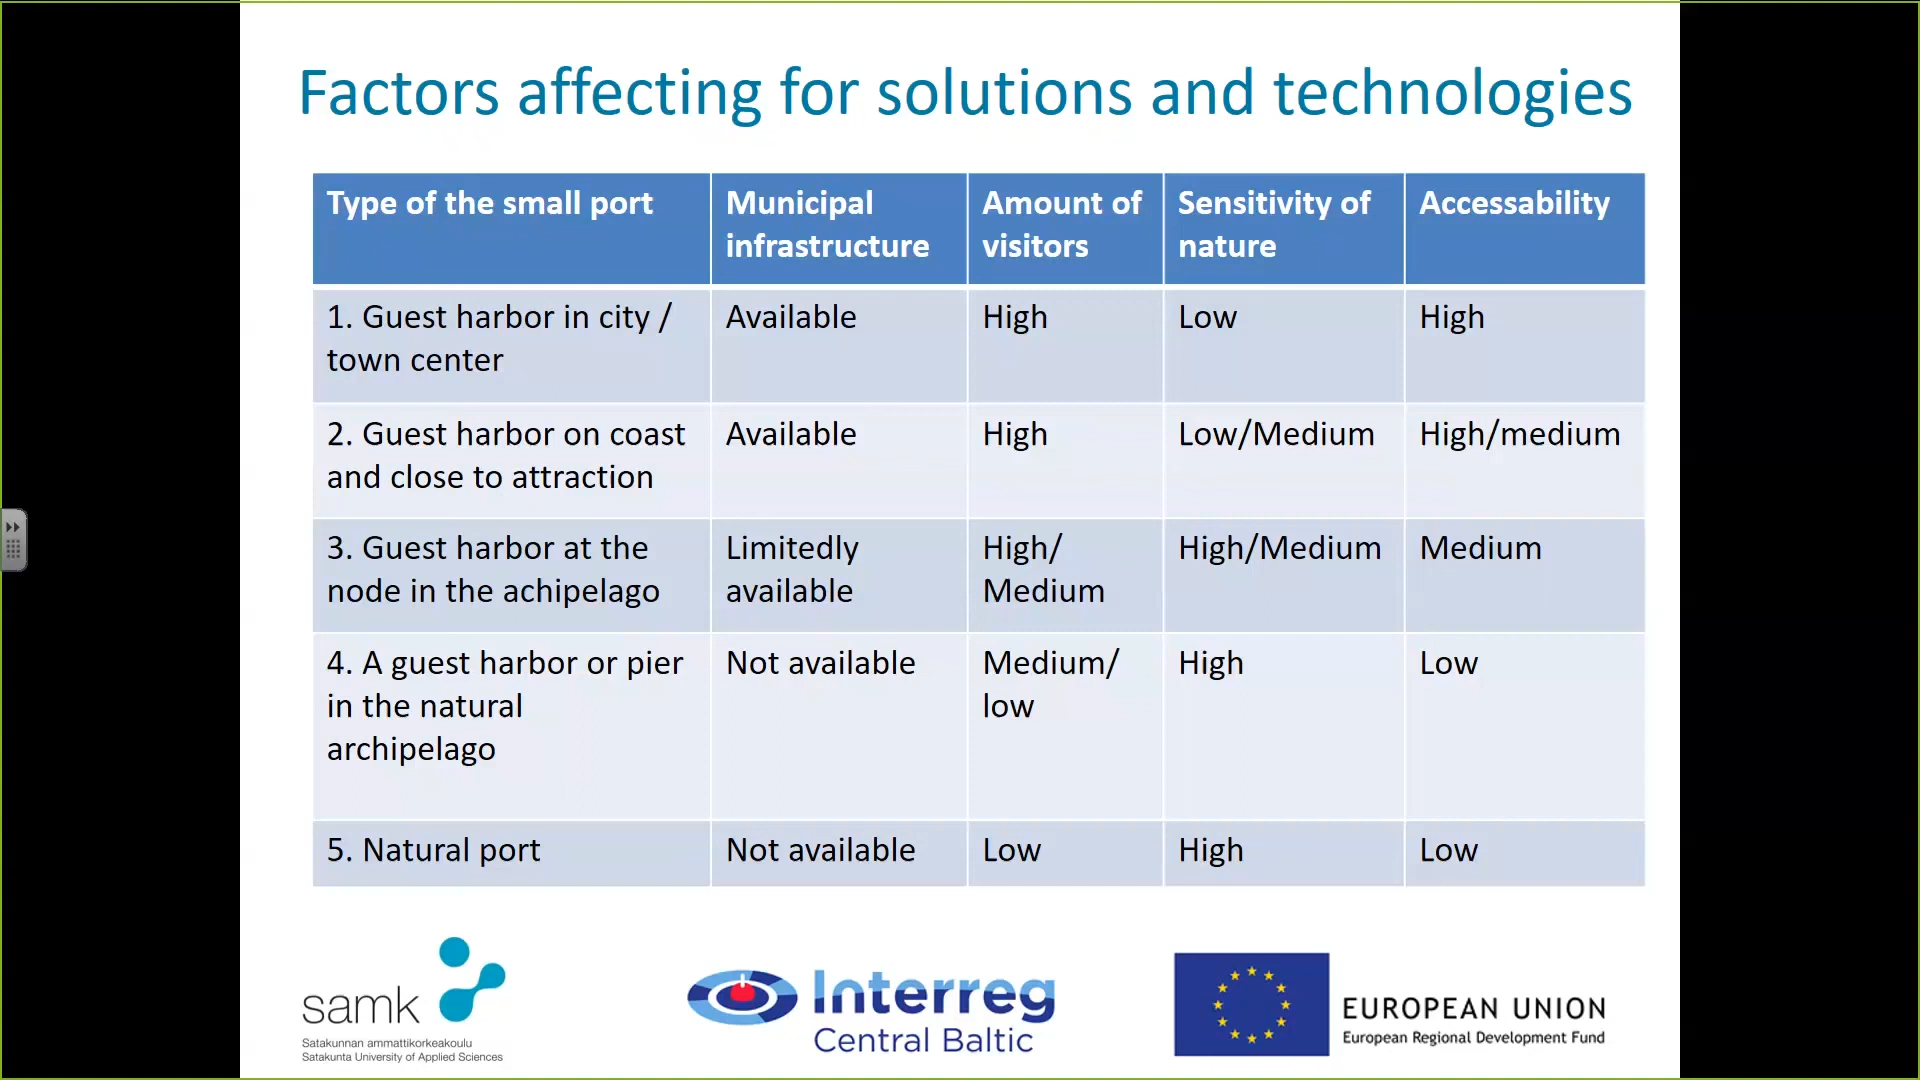 Factors affecting for solutions and technologies
Type of the small port
Municipal
infrastructure
Amount of
visitors
Sensitivity of
nature
Accessability
1. Guest harbor in city /
town center
Available
High
Low
High
2. Guest harbor on coast
and close to attraction
Available
High
Low/Medium
High/medium
3. Guest harbor at the
node in the achipelago
Limitedly
available
High/
Medium
High/Medium
Medium
4. A guest harbor or pier
in the natural
archipelago
Not available
Medium/
low
High
Low
5. Natural port
Not available
Low
High
Low
samk
Satakunnan ammattikorkeakoulu
Satakunta University of Applied Sciences
Interreg
Central Baltic
EUROPEAN UNION
European Regional Development Fund